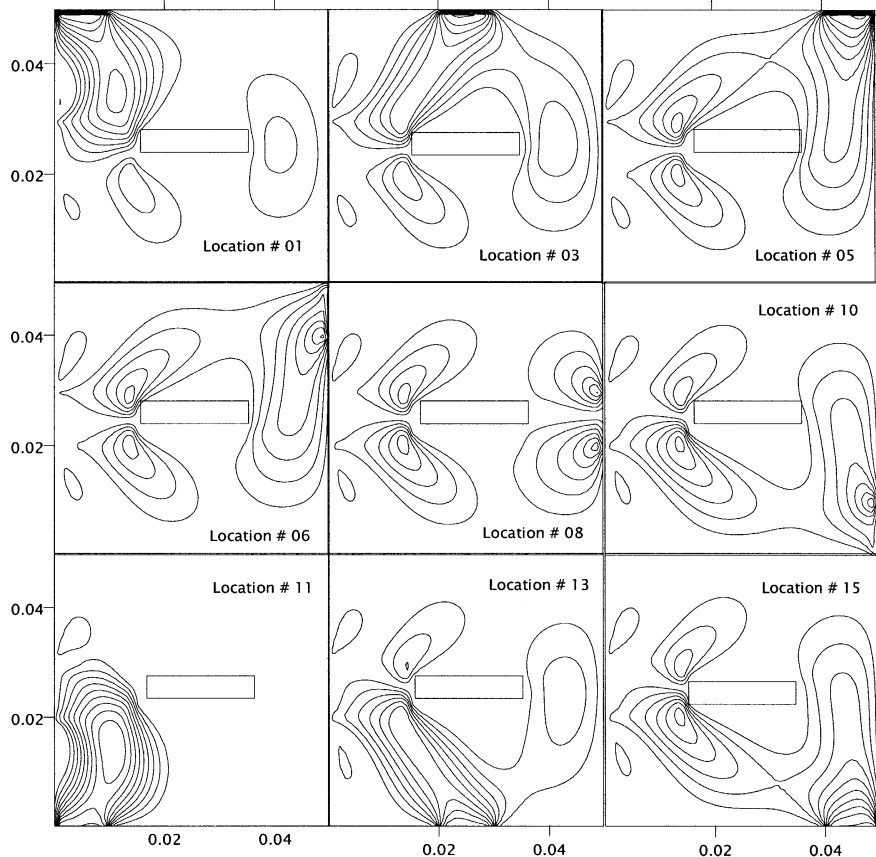 0.04
0.02
Location # 01
Location # 03
Location # 05
0.04
0.02
Location # 06
Location # 08
Location # 10
0.04
0.02
Location # 11
Location # 13
Location # 15
0.02 0.04 0.02 0.04 0.02 0.04